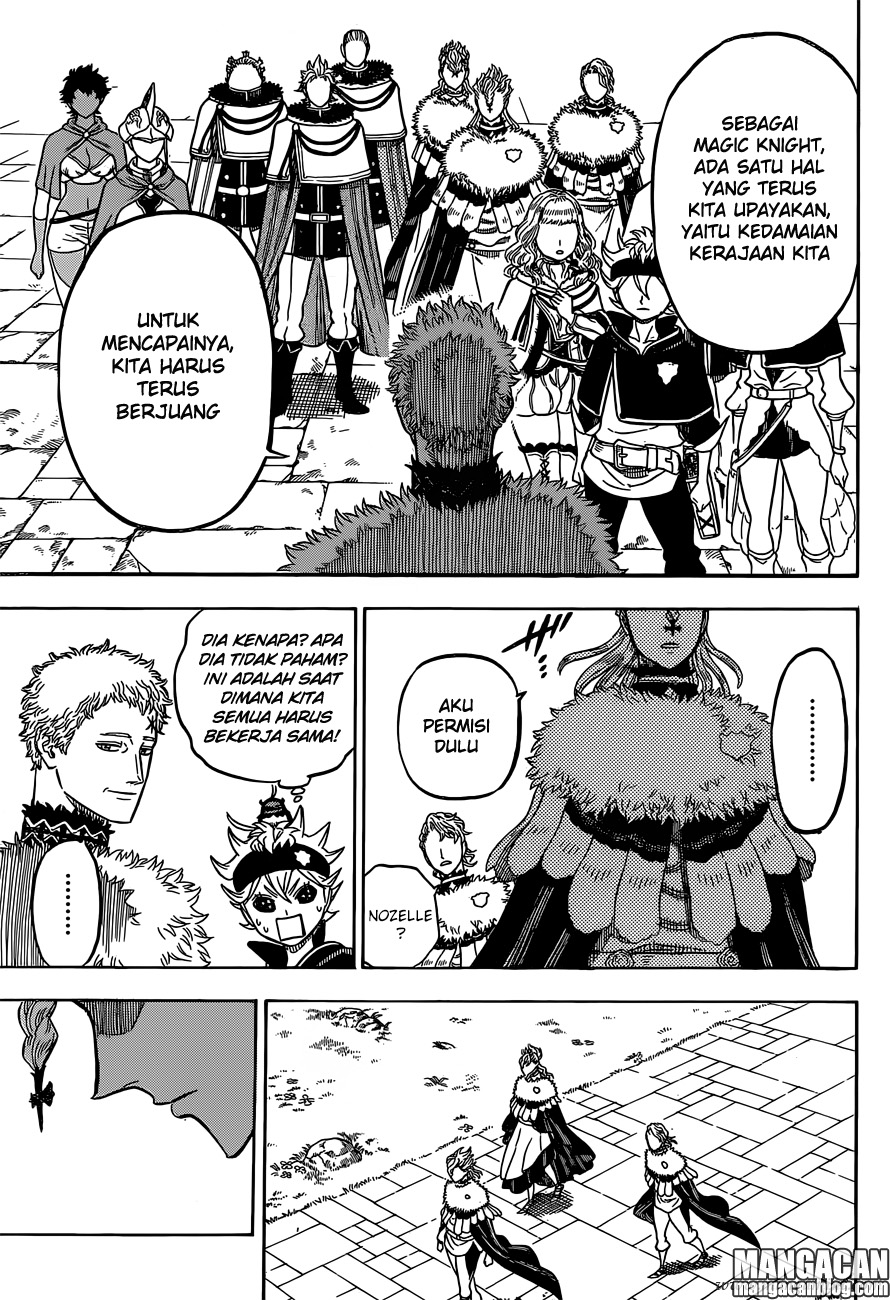 SEBAGAI
MAGIC KNIGHT,
ADA SATU HAL
YANG TERUS
KITA UPAYAKAN,
YAITU KEDAMAIAN
KERAJAAN KITA
UNTUK
MENCAPAINYA,
KITA HARUS
TERUS
BERJUANG
.........
AKU
PERMISI
DULU
NOZELLE
?
DIA KENAPA? APA
DIA TIDAK PAHAM?
INI ADALAH SAAT
DIMANA KITA
SEMUA HARUS
BEKERJA SAMA!
.........
MANGACAN
mangacanblog.com